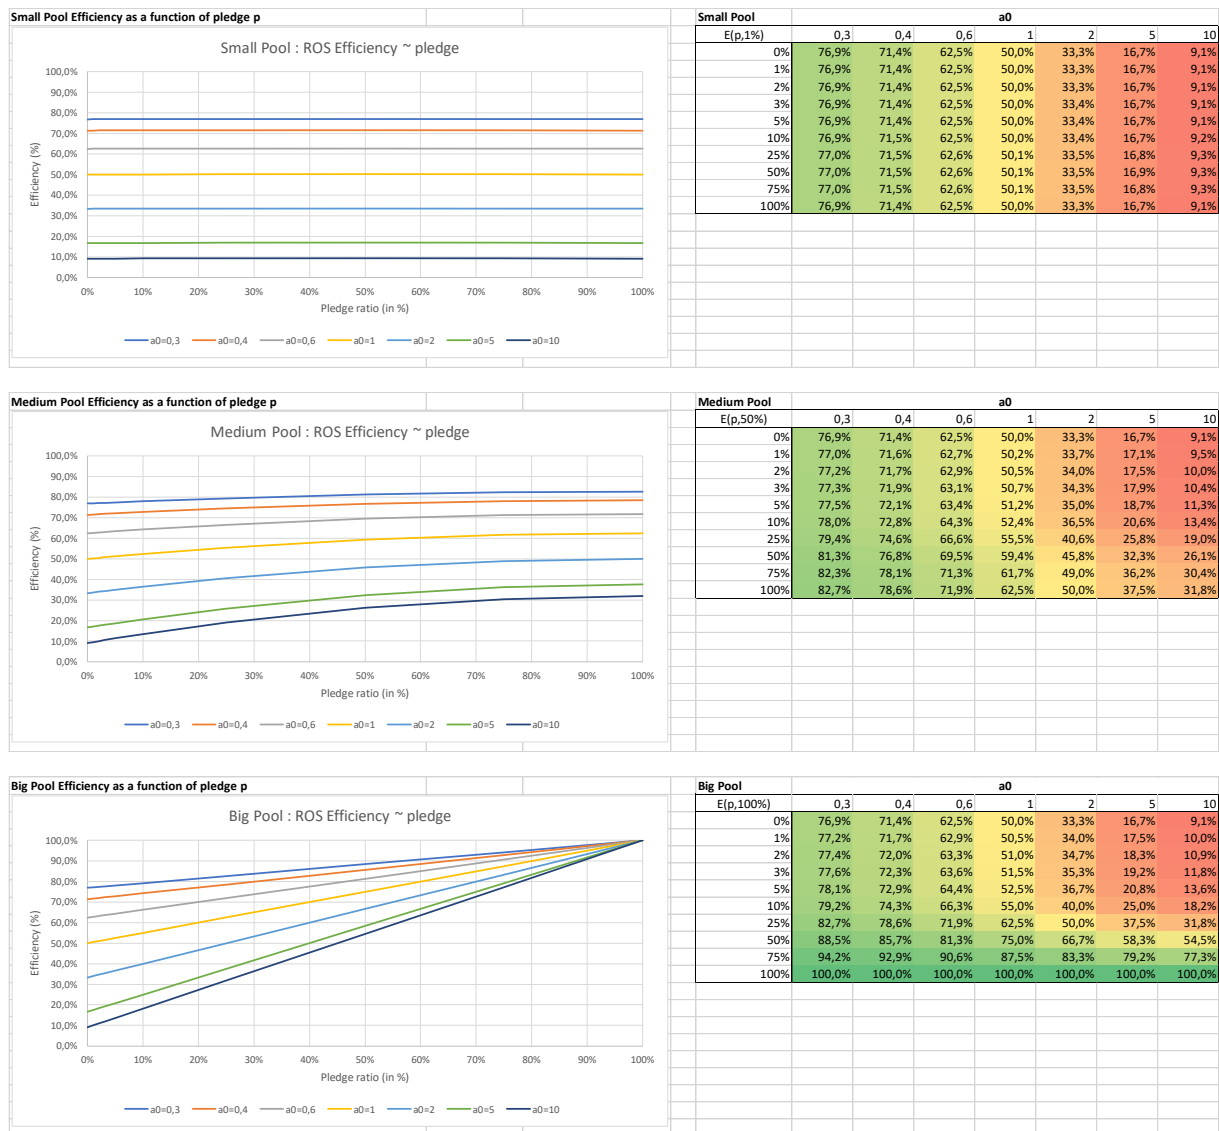 Small Pool Efficiency as a function of pledge p
Small Pool : ROS Efficiency ~ pledge
100,0%
90,0%
80,0%
70,0%
60,0%
50,0%
40,0%
30,0%
20,0%
10,0%
0,0%
Efficiency (%)
0% 10% 20% 30% 40% 50% 60% 70% 80% 90% 100%
Pledge ratio (in %)
a0=0,3 a0=0,4 a0=0,6 a0=1 a0=2 a0=5 a0=10
Small Pool a0
E(p,1%) 0,3 0,4 0,6 1 2 5 10
0% 76,9% 71,4% 62,5% 50,0% 33,3% 16,7% 9,1%
1% 76,9% 71,4% 62,5% 50,0% 33,3% 16,7% 9,1%
2% 76,9% 71,4% 62,5% 50,0% 33,3% 16,7% 9,1%
3% 76,9% 71,4% 62,5% 50,0% 33,4% 16,7% 9,1%
5% 76,9% 71,4% 62,5% 50,0% 33,4% 16,7% 9,1%
10% 76,9% 71,5% 62,5% 50,0% 33,4% 16,7% 9,2%
25% 77,0% 71,5% 62,6% 50,1% 33,5% 16,8% 9,3%
50% 77,0% 71,5% 62,6% 50,1% 33,5% 16,9% 9,3%
75% 77,0% 71,5% 62,6% 50,1% 33,5% 16,8% 9,3%
100% 76,9% 71,4% 62,5% 50,0% 33,3% 16,7% 9,1%
Medium Pool Efficiency as a function of pledge p
Medium Pool : ROS Efficiency ~ pledge
100,0%
90,0%
80,0%
70,0%
60,0%
50,0%
40,0%
30,0%
20,0%
10,0%
0,0%
Efficiency (%)
0% 10% 20% 30% 40% 50% 60% 70% 80% 90% 100%
Pledge ratio (in %)
a0=0,3 a0=0,4 a0=0,6 a0=1 a0=2 a0=5 a0=10
Medium Pool a0
E(p,50%) 0,3 0,4 0,6 1 2 5 10
0% 76,9% 71,4% 62,5% 50,0% 33,3% 16,7% 9,1%
1% 77,0% 71,6% 62,7% 50,2% 33,7% 17,1% 9,5%
2% 77,2% 71,7% 62,9% 50,5% 34,0% 17,5% 10,0%
3% 77,3% 71,9% 63,1% 50,7% 34,3% 17,9% 10,4%
5% 77,5% 72,1% 63,4% 51,2% 35,0% 18,7% 11,3%
10% 78,0% 72,8% 64,3% 52,4% 36,5% 20,6% 13,4%
25% 79,4% 74,6% 66,6% 55,5% 40,6% 25,8% 19,0%
50% 81,3% 76,8% 69,5% 59,4% 45,8% 32,3% 26,1%
75% 82,3% 78,1% 71,3% 61,7% 49,0% 36,2% 30,4%
100% 82,7% 78,6% 71,9% 62,5% 50,0% 37,5% 31,8%
Big Pool Efficiency as a function of pledge p
Big Pool : ROS Efficiency ~ pledge
100,0%
90,0%
80,0%
70,0%
60,0%
50,0%
40,0%
30,0%
20,0%
10,0%
0,0%
Efficiency (%)
0% 10% 20% 30% 40% 50% 60% 70% 80% 90% 100%
Pledge ratio (in %)
a0=0,3 a0=0,4 a0=0,6 a0=1 a0=2 a0=5 a0=10
Big Pool a0
E(p,100%) 0,3 0,4 0,6 1 2 5 10
0% 76,9% 71,4% 62,5% 50,0% 33,3% 16,7% 9,1%
1% 77,2% 71,7% 62,9% 50,5% 34,0% 17,5% 10,0%
2% 77,4% 72,0% 63,3% 51,0% 34,7% 18,3% 10,9%
3% 77,6% 72,3% 63,6% 51,5% 35,3% 19,2% 11,8%
5% 78,1% 72,9% 64,4% 52,5% 36,7% 20,8% 13,6%
10% 79,2% 74,3% 66,3% 55,0% 40,0% 25,0% 18,2%
25% 82,7% 78,6% 71,9% 62,5% 50,0% 37,5% 31,8%
50% 88,5% 85,7% 81,3% 75,0% 66,7% 58,3% 54,5%
75% 94,2% 92,9% 90,6% 87,5% 83,3% 79,2% 77,3%
100% 100,0% 100,0% 100,0% 100,0% 100,0% 100,0% 100,0%